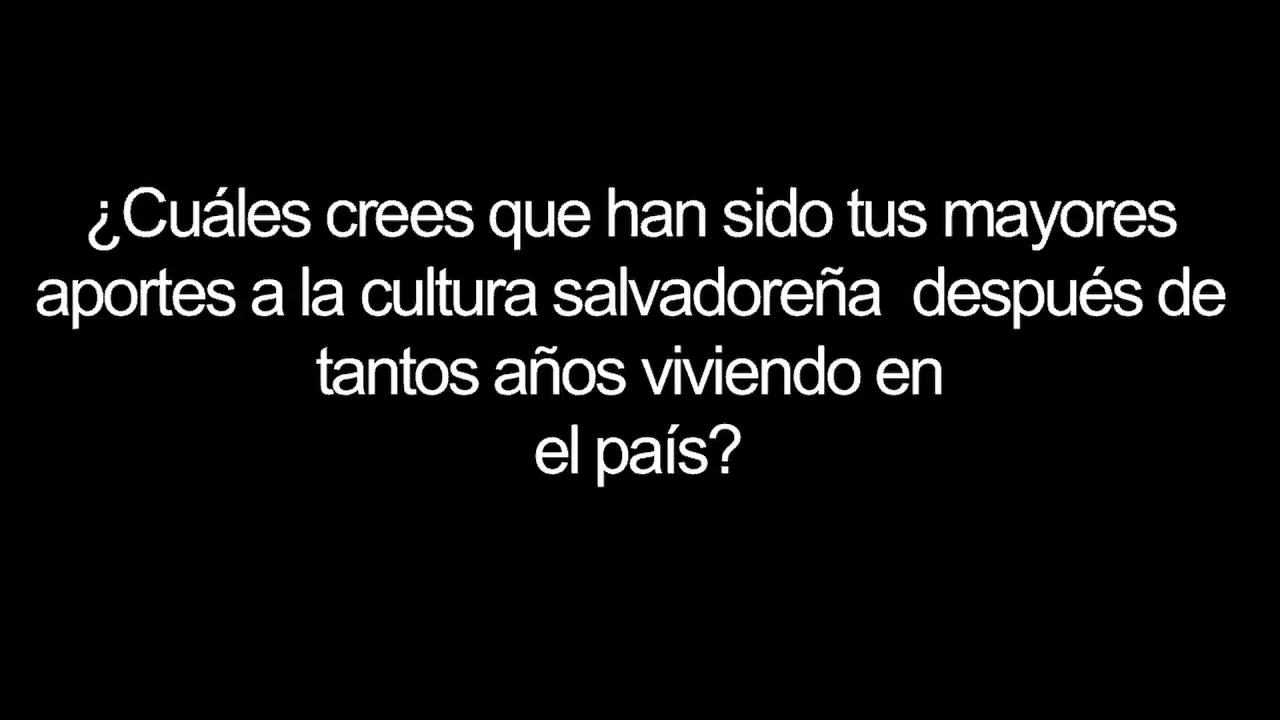 ¿Cuáles crees que han sido tus mayores
aportes a la cultura salvadoreña  después de
tantos años viviendo en
el país?